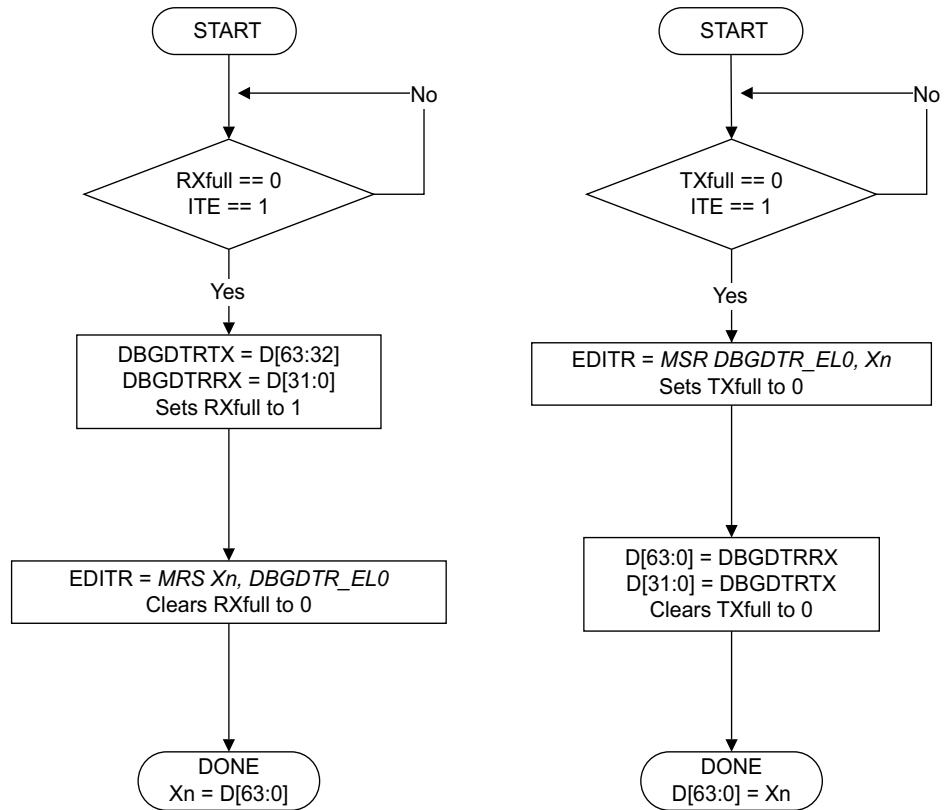 START
No
RXfull == 0
ITE == 1
Yes
DBGDTRTX = D[63:32]
DBGDTRRX = D[31:0]
Sets RXfull to 1
EDITR = MRS Xn, DBGDTR_EL0
Clears RXfull to 0
DONE
Xn = D[63:0]
START
No
TXfull == 0
ITE == 1
Yes
EDITR = MSR DBGDTR_EL0, Xn
Sets TXfull to 0
D[63:0] = DBGDTRRX
D[31:0] = DBGDTRTX
Clears TXfull to 0
DONE
D[63:0] = Xn